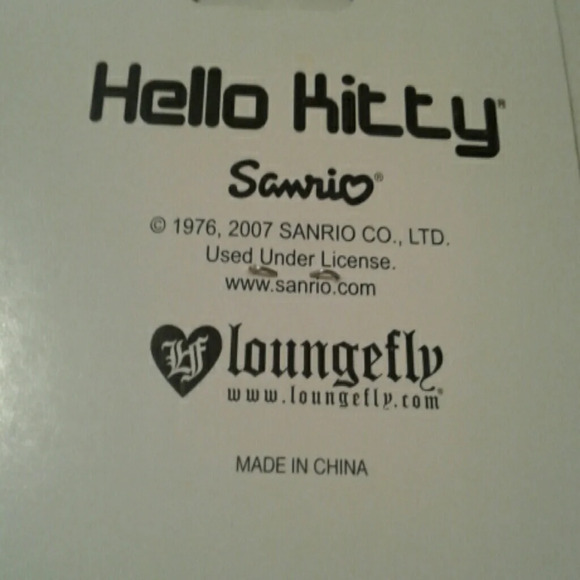 Hello Kitty®
Sanrio®
© 1976, 2007 SANRIO CO., LTD.
Used Under License.
www.sanrio.com
LF loungefly
www.loungefly.com®
MADE IN CHINA